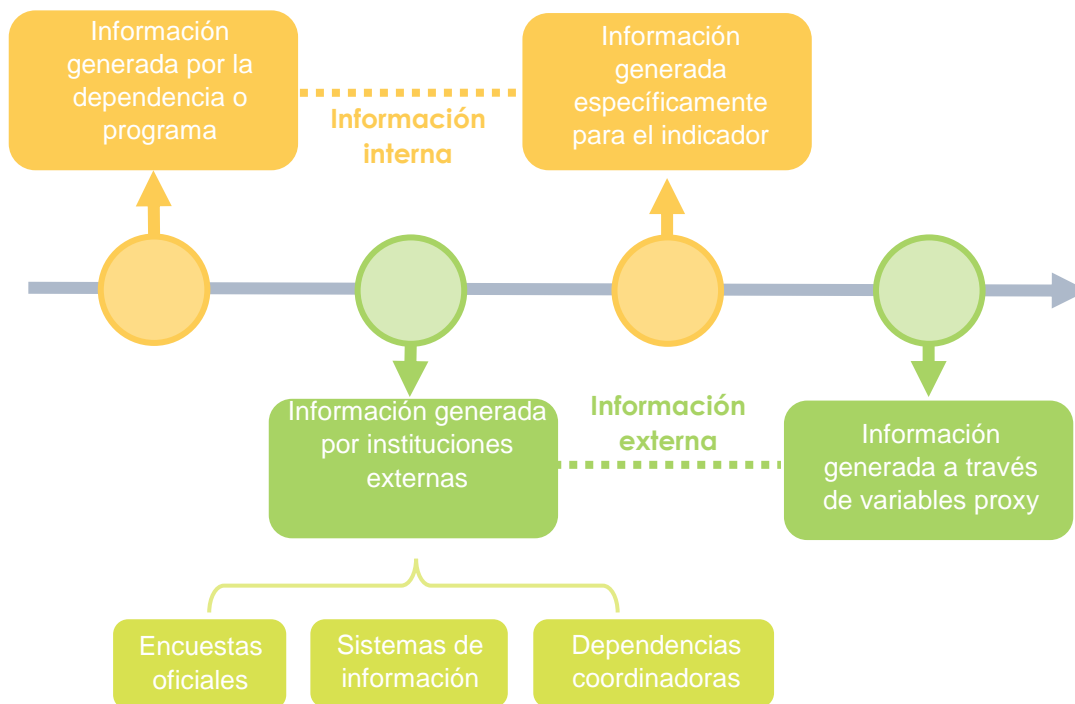 Información
generada por la
dependencia o
programa
Información
interna
Información
generada
específicamente
para el indicador
Información generada
por instituciones
externas
Información
externa
Información
generada a través
de variables proxy
Encuestas
oficiales
Sistemas de
información
Dependencias
coordinadoras